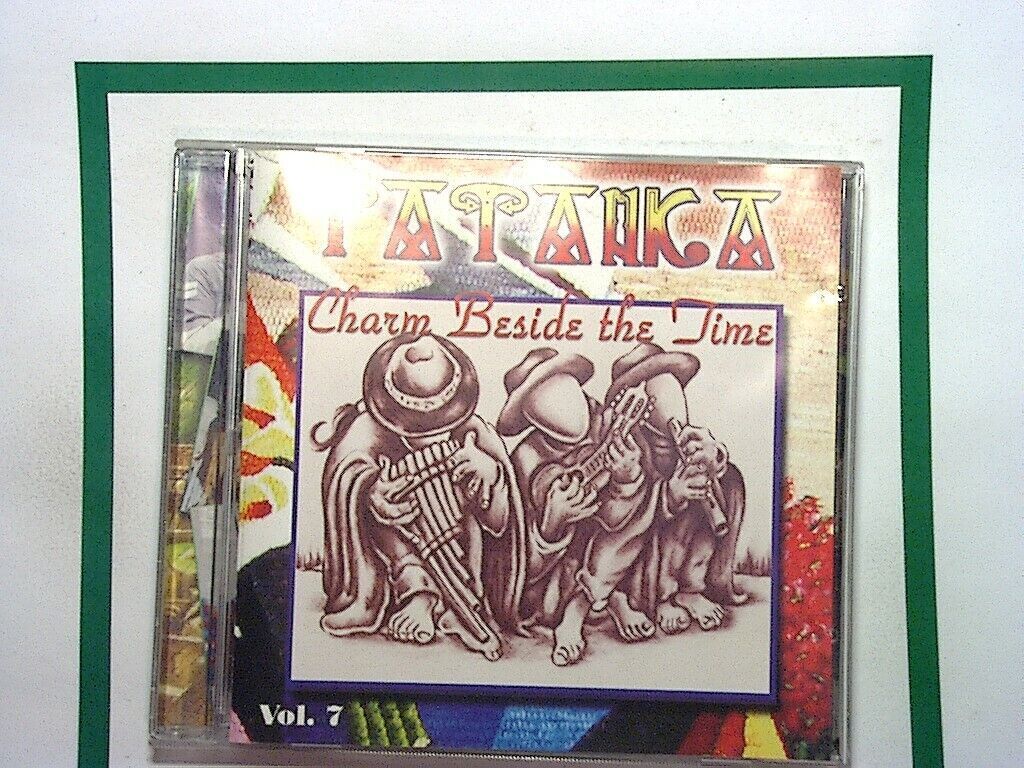 TATANKA
Charm Beside the Time
Vol. 7